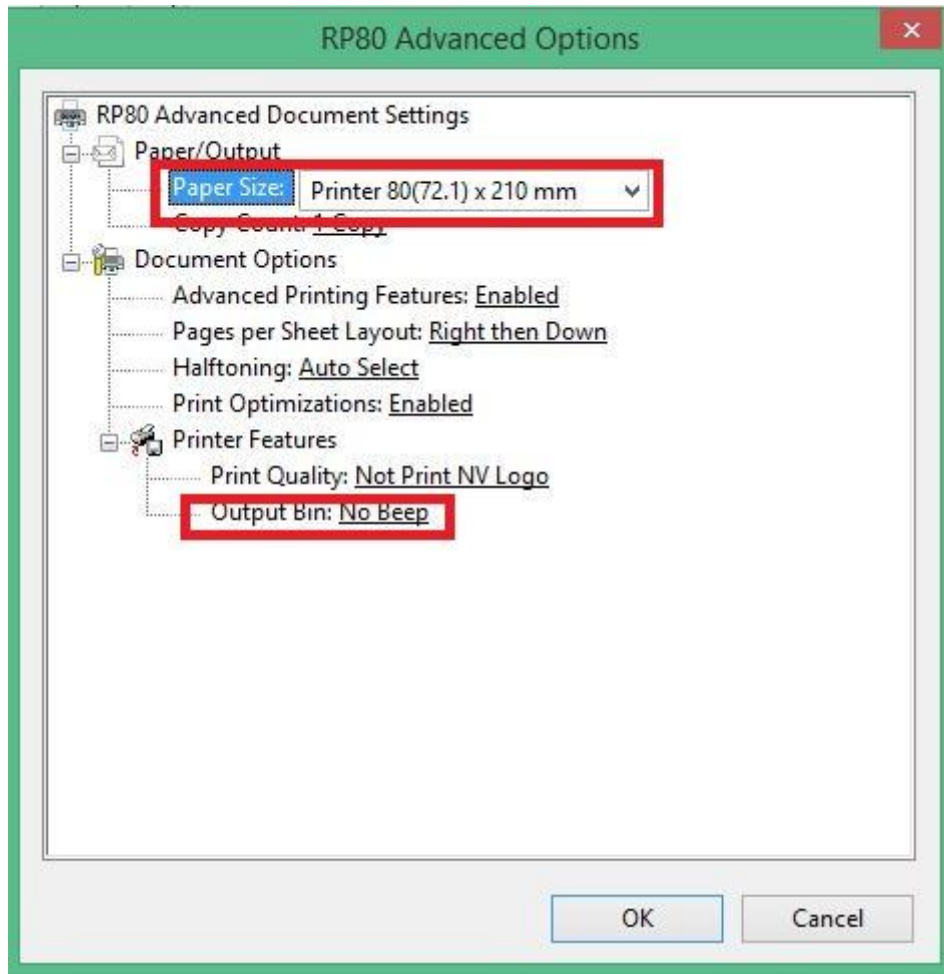 RP80 Advanced Options
RP80 Advanced Document Settings
Paper/Output
Paper Size: Printer 80(72.1) x 210 mm
Copy Count: 1 Copy
Document Options
Advanced Printing Features: Enabled
Pages per Sheet Layout: Right then Down
Halftoning: Auto Select
Print Optimizations: Enabled
Printer Features
Print Quality: Not Print NV Logo
Output Bin: No Beep
OK Cancel